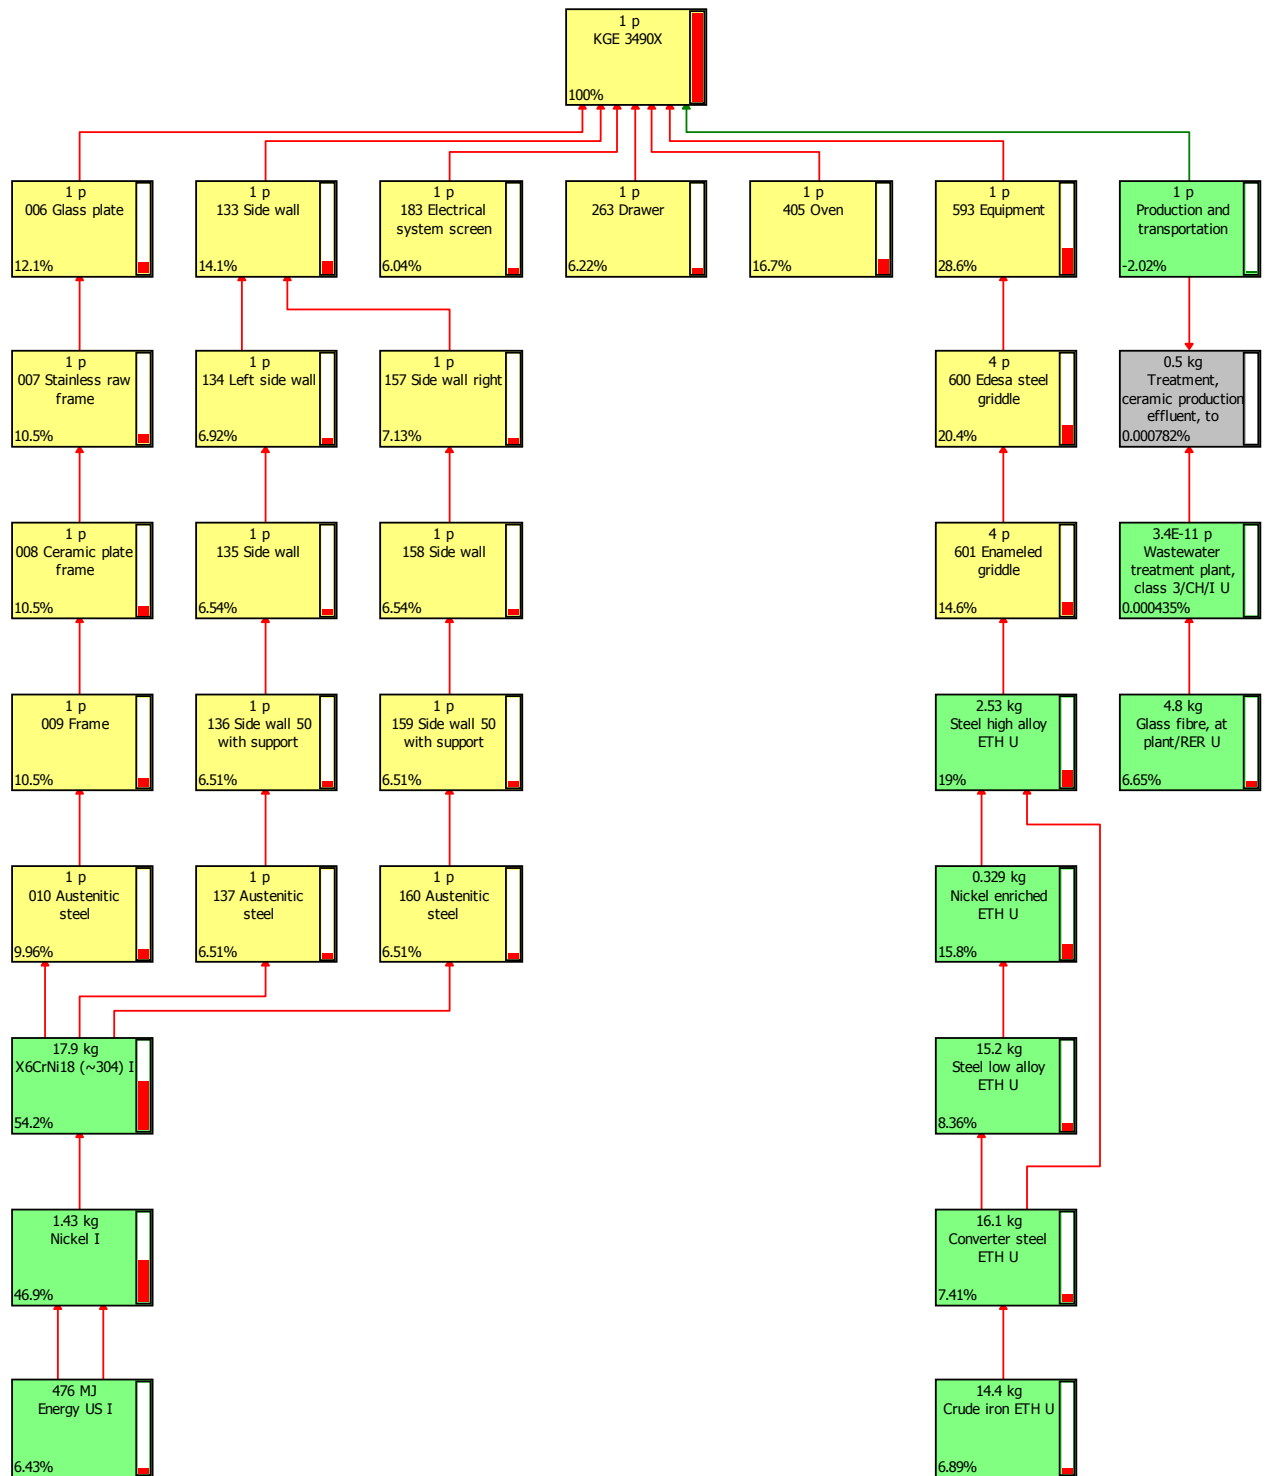 1 p
KGE 3490X
100%
1 p
006 Glass plate
12.1%
1 p
133 Side wall
14.1%
1 p
183 Electrical
system screen
6.04%
1 p
263 Drawer
6.22%
1 p
405 Oven
16.7%
1 p
593 Equipment
28.6%
1 p
Production and
transportation
-2.02%
1 p
007 Stainless raw
frame
10.5%
1 p
134 Left side wall
6.92%
1 p
157 Side wall right
7.13%
4 p
600 Edesa steel
griddle
20.4%
0.5 kg
Treatment,
ceramic production
effluent, to
0.000782%
1 p
008 Ceramic plate
frame
10.5%
1 p
135 Side wall
6.54%
1 p
158 Side wall
6.54%
4 p
601 Enameled
griddle
14.6%
3.4E-11 p
Wastewater
treatment plant,
class 3/CH/I U
0.000435%
1 p
009 Frame
10.5%
1 p
136 Side wall 50
with support
6.51%
1 p
159 Side wall 50
with support
6.51%
2.53 kg
Steel high alloy
ETH U
19%
4.8 kg
Glass fibre, at
plant/RER U
6.65%
1 p
010 Austenitic
steel
9.96%
1 p
137 Austenitic
steel
6.51%
1 p
160 Austenitic
steel
6.51%
0.329 kg
Nickel enriched
ETH U
15.8%
17.9 kg
X6CrNi18 (~304) I
54.2%
15.2 kg
Steel low alloy
ETH U
8.36%
1.43 kg
Nickel I
46.9%
16.1 kg
Converter steel
ETH U
7.41%
476 MJ
Energy US I
6.43%
14.4 kg
Crude iron ETH U
6.89%